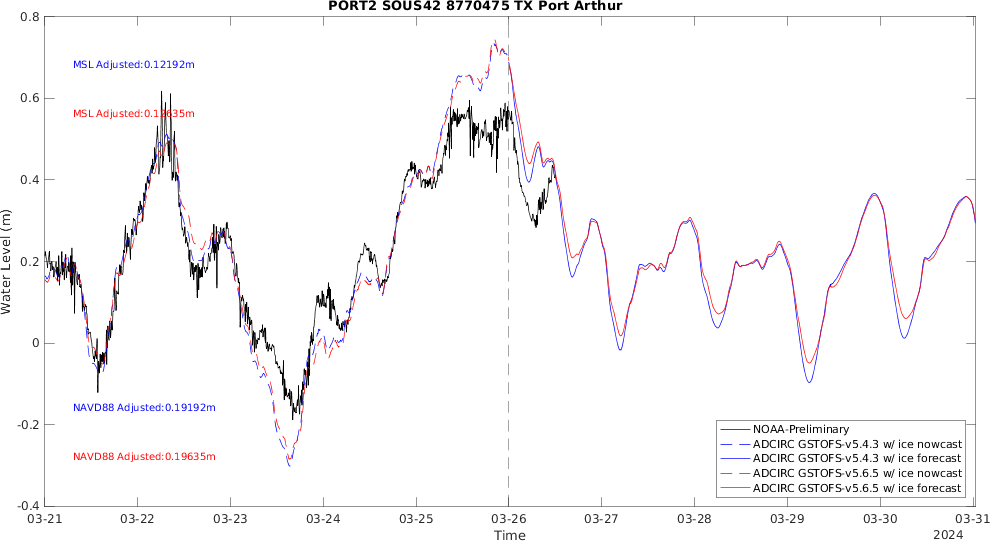 PORT2 SOUS42 8770475 TX Port Arthur
0.8
0.6
0.4
0.2
0
-0.2
-0.4
Water Level (m)
MSL Adjusted:0.12192m
MSL Adjusted:0.12635m
NAVD88 Adjusted:0.19192m
NAVD88 Adjusted:0.19635m
NOAA-Preliminary
ADCIRC GSTOFS-v5.4.3 w/ ice nowcast
ADCIRC GSTOFS-v5.4.3 w/ ice forecast
ADCIRC GSTOFS-v5.6.5 w/ ice nowcast
ADCIRC GSTOFS-v5.6.5 w/ ice forecast
03-21 03-22 03-23 03-24 03-25 03-26 03-27 03-28 03-29 03-30 03-31
Time
2024